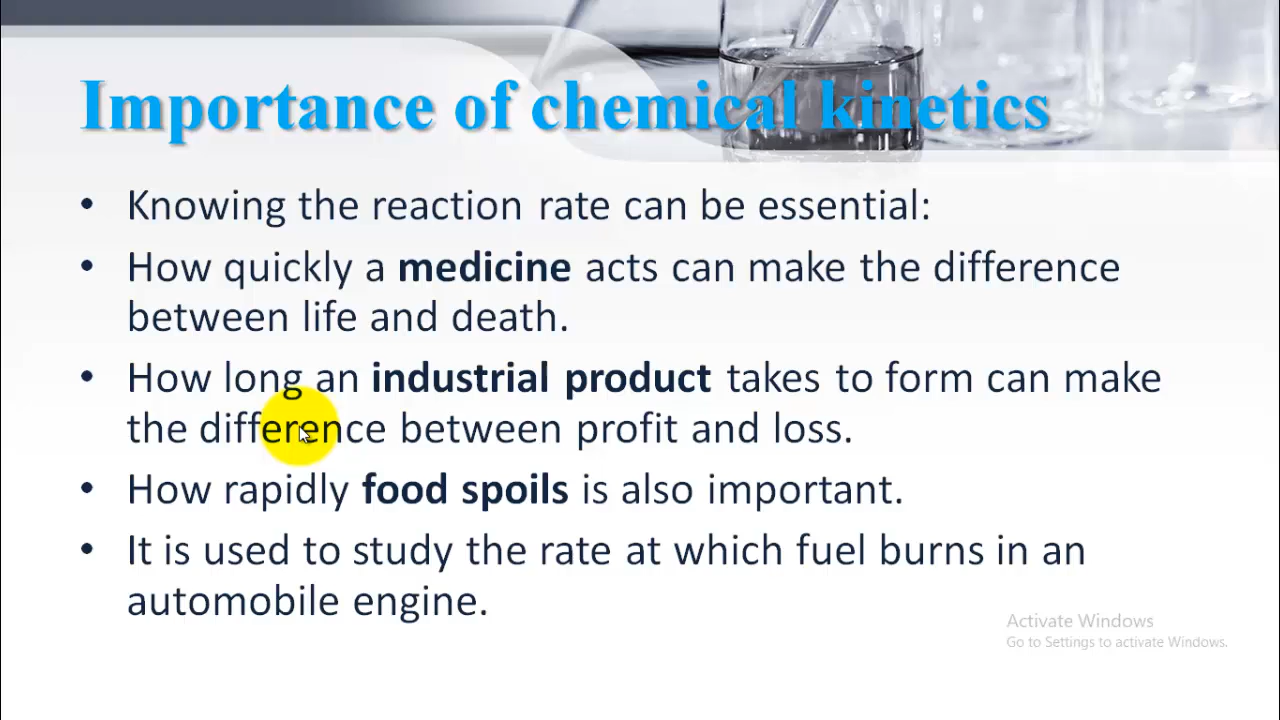 Importance of chemical kinetics
• Knowing the reaction rate can be essential:
• How quickly a medicine acts can make the difference
between life and death.
• How long an industrial product takes to form can make
the difference between profit and loss.
• How rapidly food spoils is also important.
• It is used to study the rate at which fuel burns in an
automobile engine.
Activate Windows
Go to Settings to activate Windows.